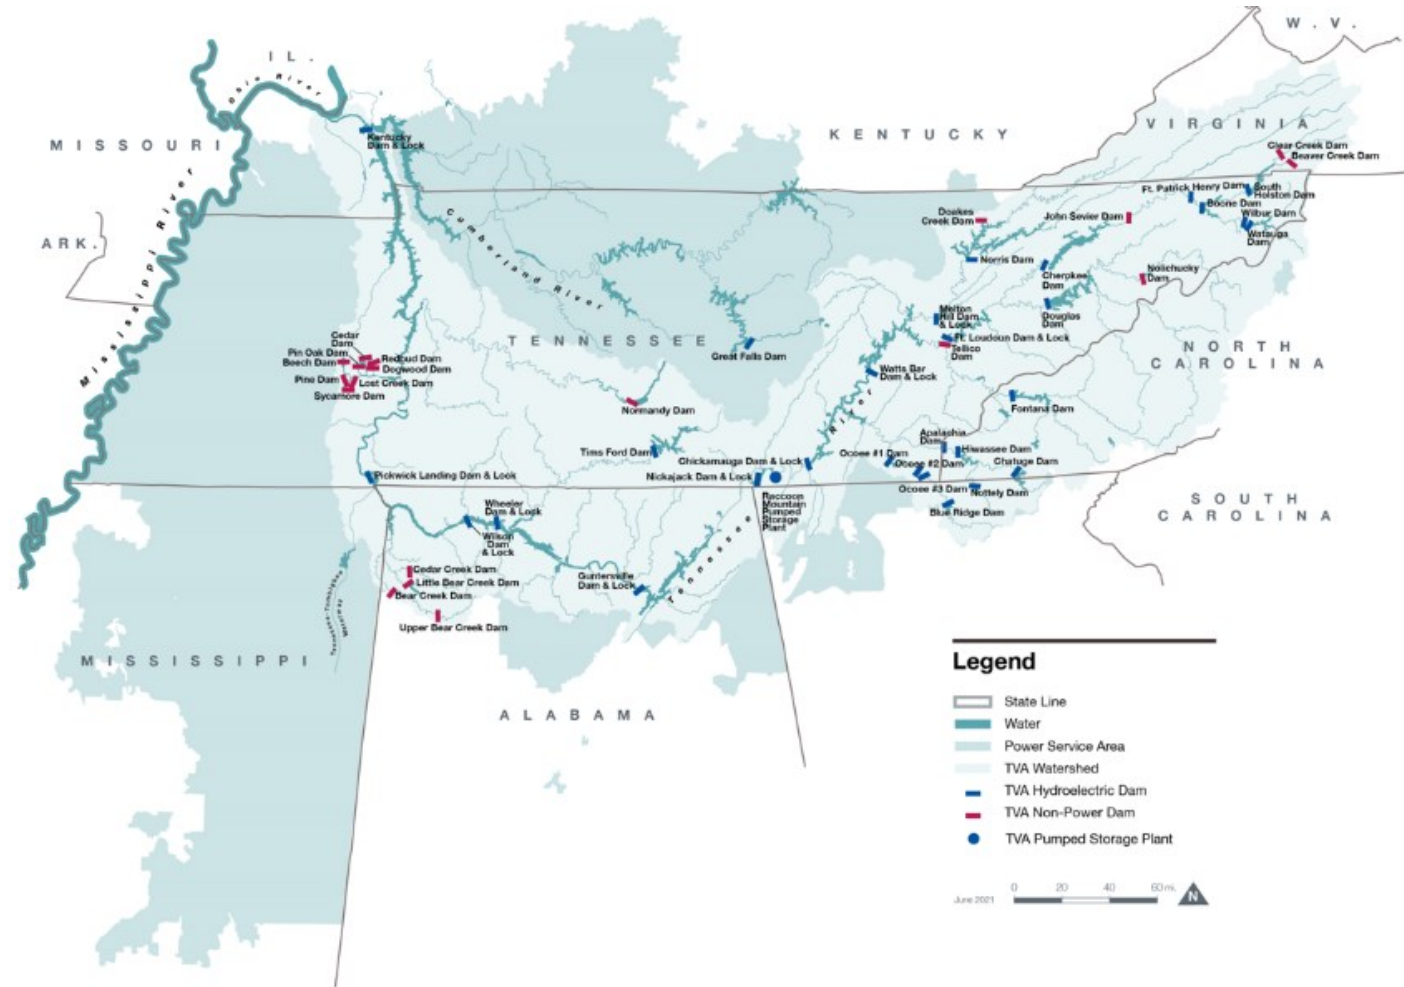 W. V.
IL.
Ohio River
MISSOURI
KENTUCKY
VIRGINIA
Kentucky
Dam & Lock
Clear Creek Dam
Beaver Creek Dam
Ft. Patrick Henry Dam
South
Holston Dam
Boone Dam
Wilbur Dam
Watauga
Dam
Doakes
Creek Dam
John Sevier Dam
ARK.
Mississippi River
Cumberland River
Norris Dam
Cherokee
Dam
Nolichucky
Dam
Douglas
Dam
Melton
Hill Dam
& Lock
Ft. Loudoun Dam & Lock
Tellico
Dam
TENNESSEE
Great Falls Dam
NORTH
CAROLINA
Cedar
Dam
Pin Oak Dam
Redbud Dam
Beech Dam
Dogwood Dam
Pine Dam
Lost Creek Dam
Sycamore Dam
Watts Bar
Dam & Lock
Normandy Dam
Fontana Dam
Tims Ford Dam
Apalachia
Dam
Hiwassee Dam
Chatuge Dam
Ocoee #1 Dam
Ocoee #2 Dam
Ocoee #3 Dam
Nottely Dam
Blue Ridge Dam
Chickamauga Dam & Lock
Nickajack Dam & Lock
Raccoon
Mountain
Pumped
Storage
Plant
Pickwick Landing Dam & Lock
SOUTH
CAROLINA
Wheeler
Dam & Lock
Wilson
Dam
& Lock
Tennessee River
Guntersville
Dam & Lock
Cedar Creek Dam
Little Bear Creek Dam
Bear Creek Dam
Upper Bear Creek Dam
Tennessee-Tombigbee
Waterway
MISSISSIPPI
ALABAMA
Legend
State Line
Water
Power Service Area
TVA Watershed
TVA Hydroelectric Dam
TVA Non-Power Dam
TVA Pumped Storage Plant
June 2021
0 20 40 60 mi.
N